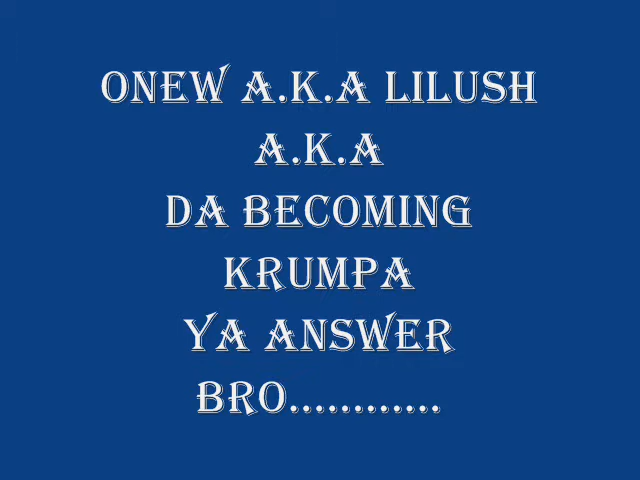 ONEW A.K.A LILUSH
A.K.A
DA BECOMING
KRUMPA
YA ANSWER
BRO............